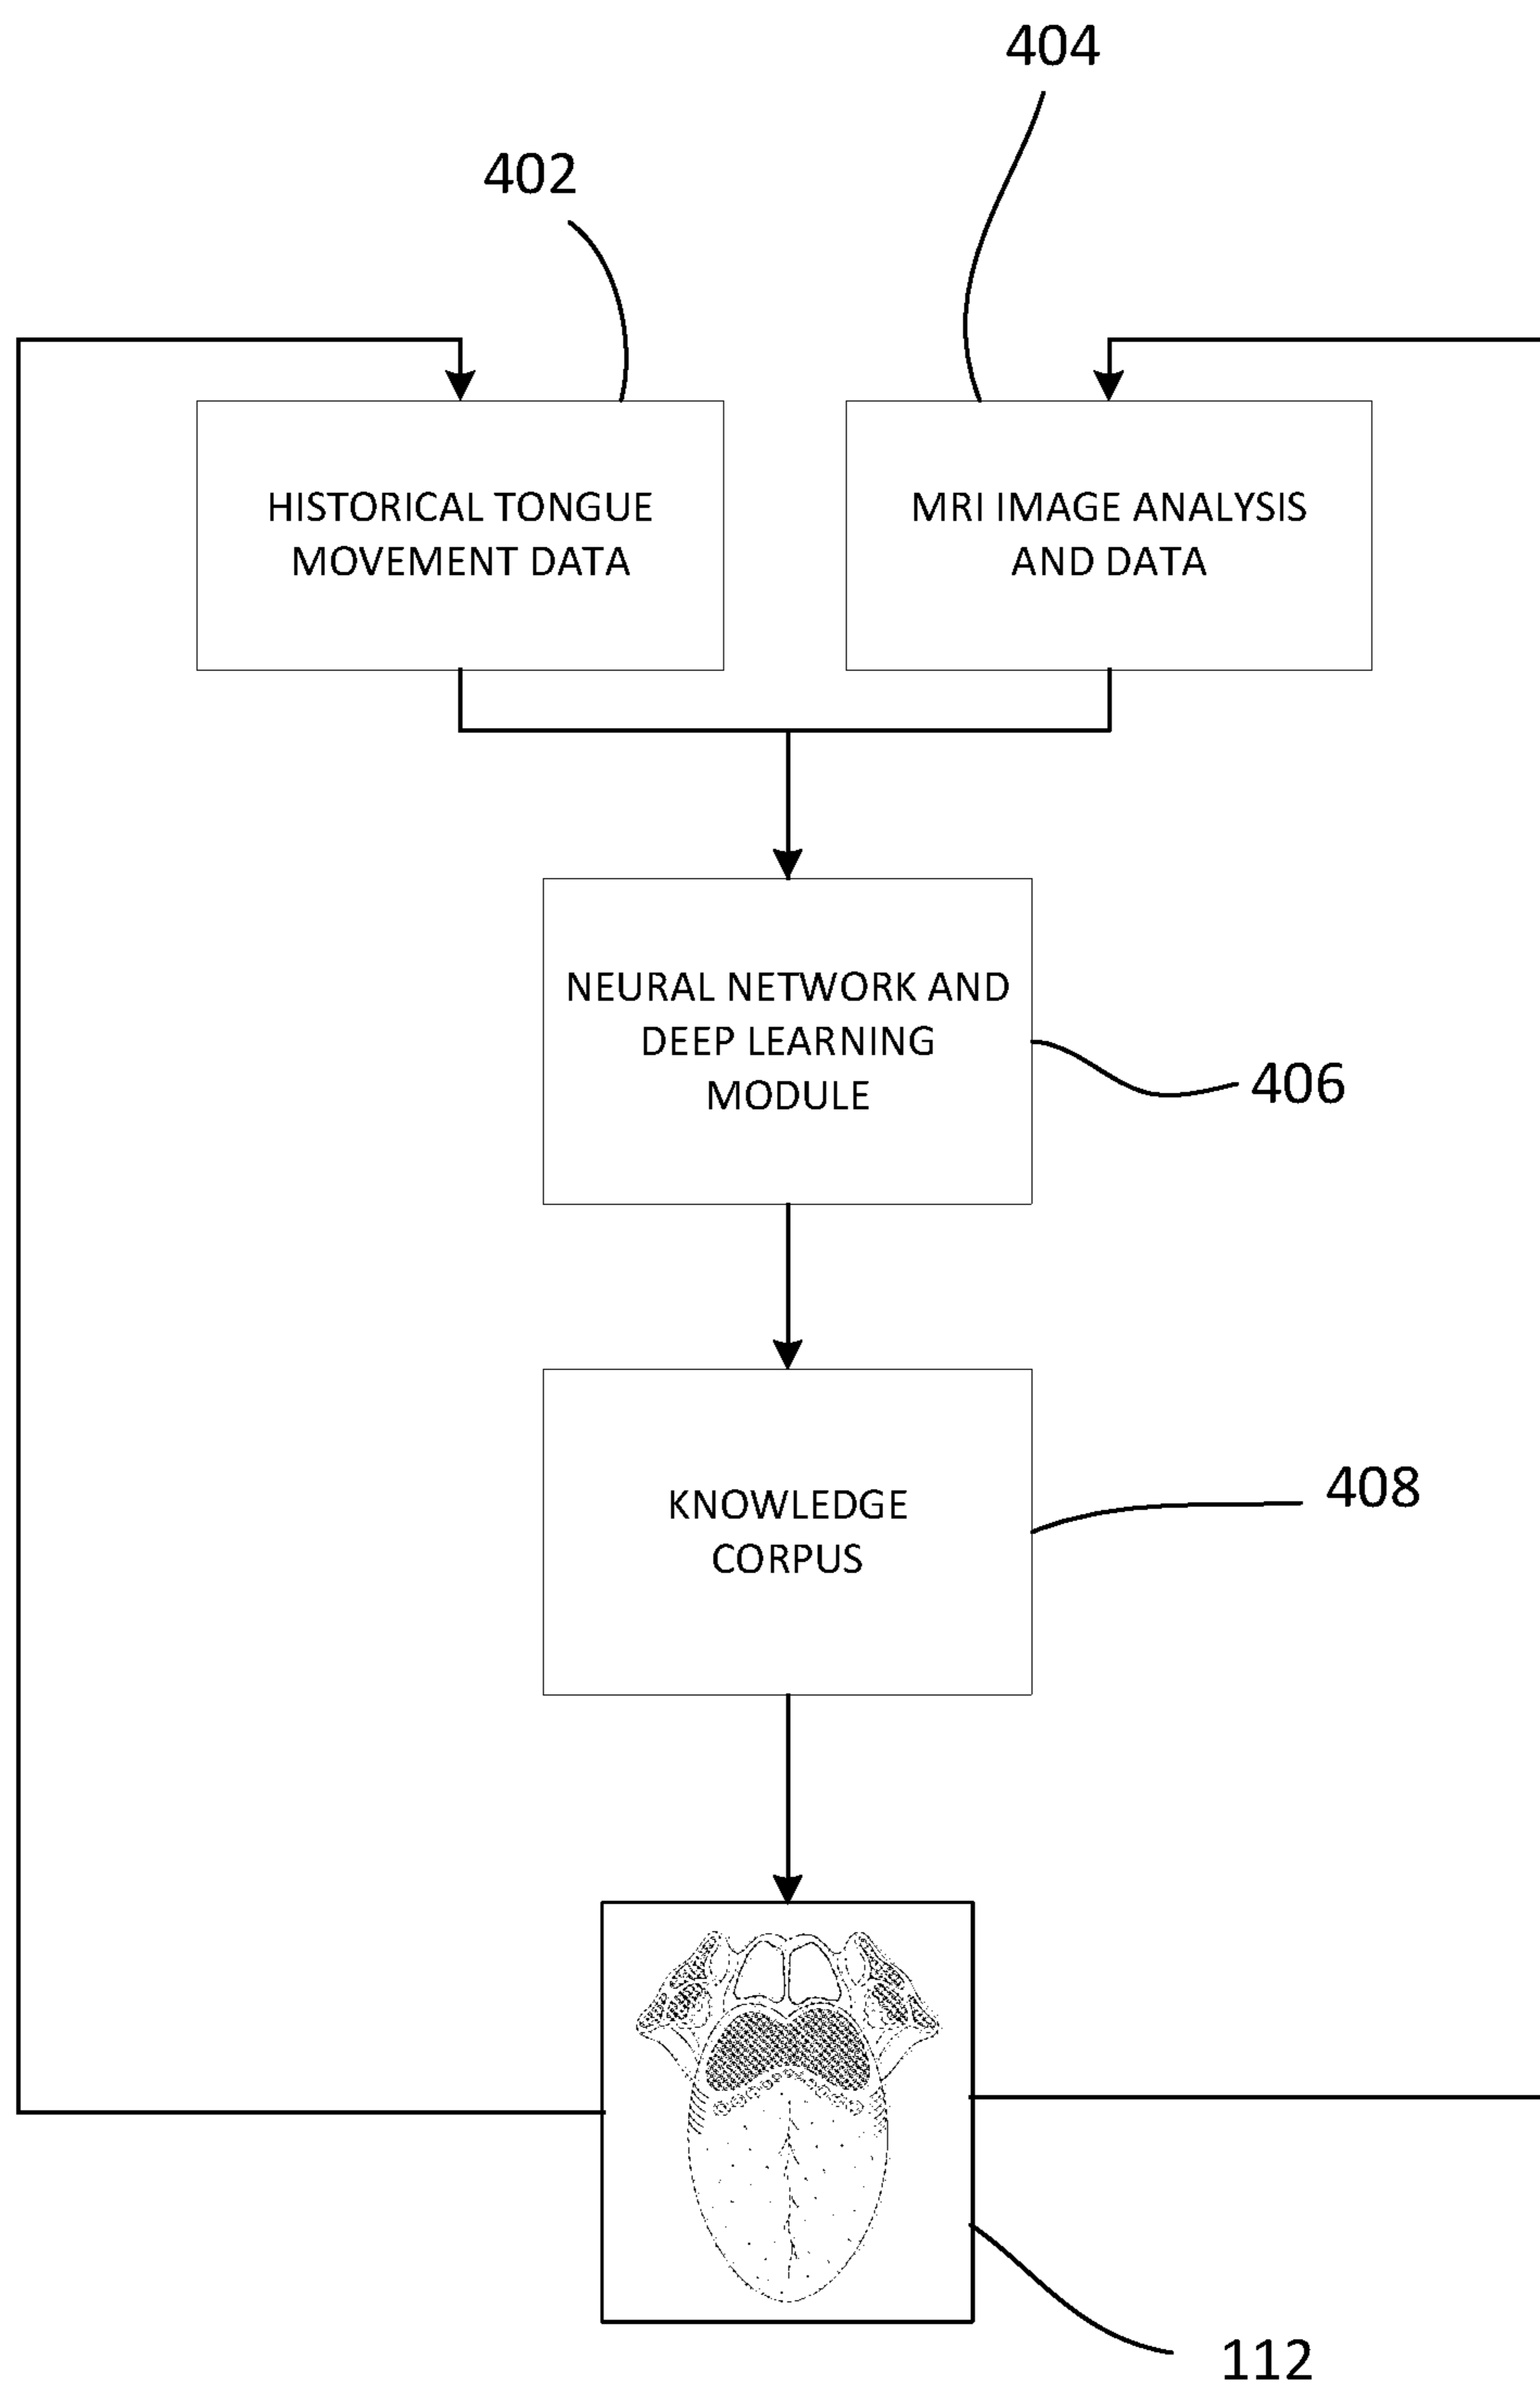 404
402
HISTORICAL TONGUE
MOVEMENT DATA
MRI IMAGE ANALYSIS
AND DATA
NEURAL NETWORK AND
DEEP LEARNING
MODULE
406
KNOWLEDGE
CORPUS
408
112